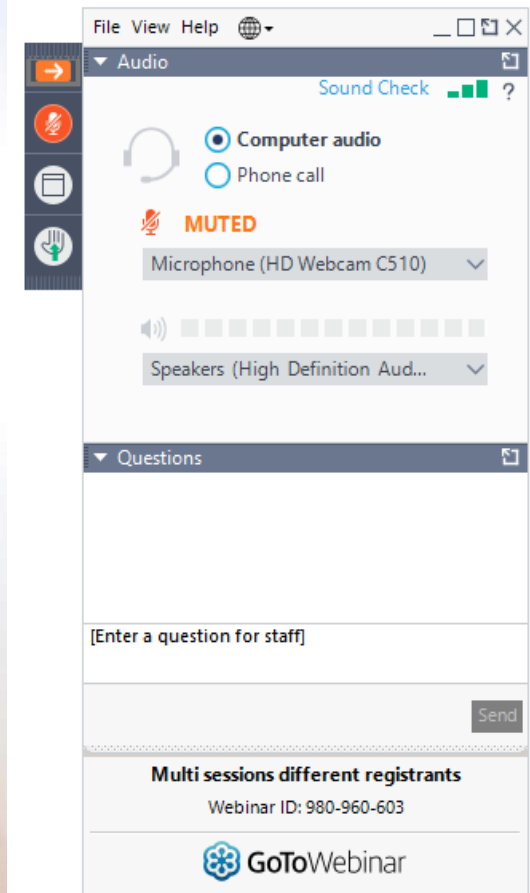 File View Help
Audio
Sound Check ?
Computer audio
Phone call
MUTED
Microphone (HD Webcam C510)
Speakers (High Definition Aud...
Questions
[Enter a question for staff]
Send
Multi sessions different registrants
Webinar ID: 980-960-603
GoToWebinar